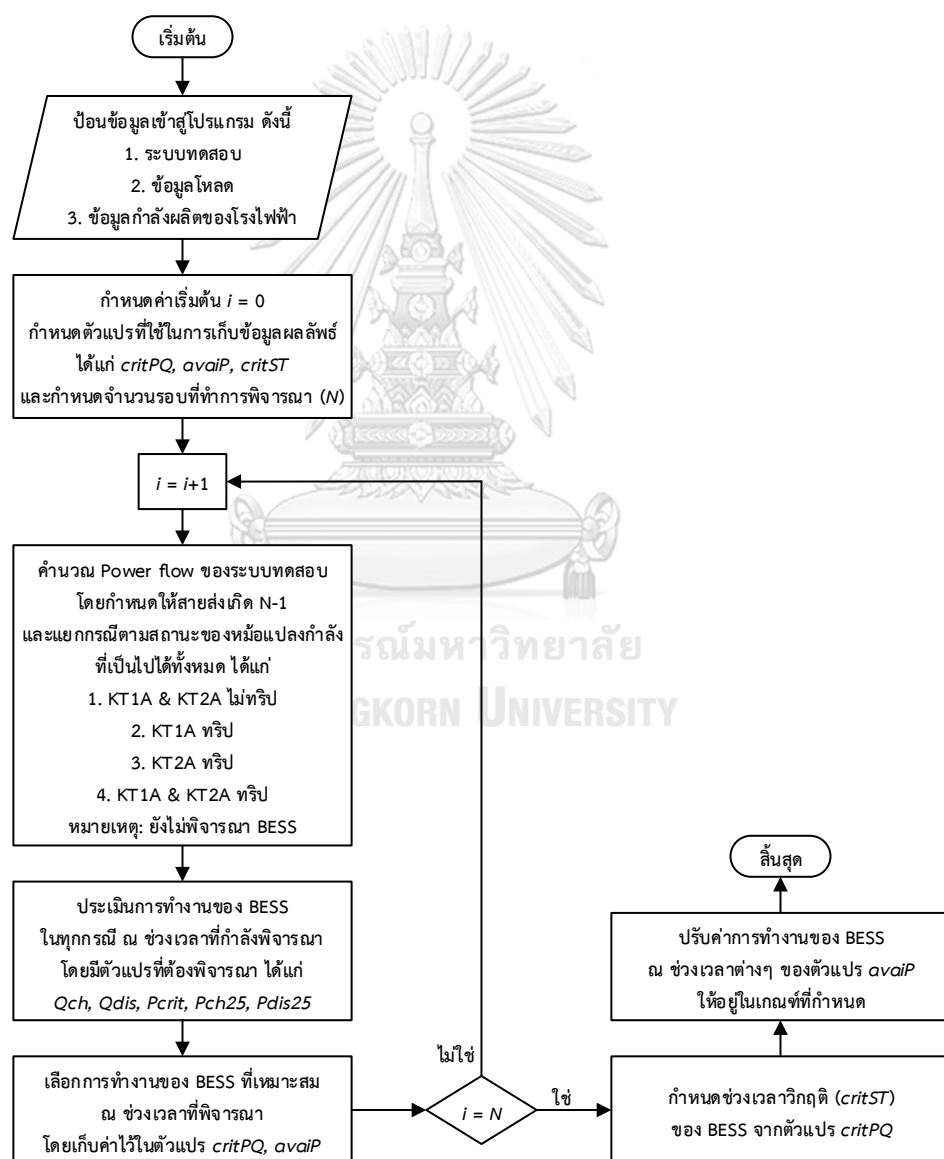 เริ่มต้น
ป้อนข้อมูลเข้าสู่โปรแกรม ดังนี้
1. ระบบทดสอบ
2. ข้อมูลโหลด
3. ข้อมูลกำลังผลิตของโรงไฟฟ้า
กำหนดค่าเริ่มต้น i = 0
กำหนดตัวแปรที่ใช้ในการเก็บข้อมูลผลลัพธ์
ได้แก่ critPQ, avaiP, critST
และกำหนดจำนวนรอบที่ทำการพิจารณา (N)
i = i+1
คำนวณ Power flow ของระบบทดสอบ
โดยกำหนดให้สายส่งเกิด N-1
และแยกกรณีตามสถานะของหม้อแปลงกำลัง
ที่เป็นไปได้ทั้งหมด ได้แก่
1. KT1A & KT2A ไม่ทริป
2. KT1A ทริป
3. KT2A ทริป
4. KT1A & KT2A ทริป
หมายเหตุ: ยังไม่พิจารณา BESS
ประเมินการทำงานของ BESS
ในทุกกรณี ณ ช่วงเวลาที่กำลังพิจารณา
โดยมีตัวแปรที่ต้องพิจารณา ได้แก่
Qch, Qdis, Pcrit, Pch25, Pdis25
เลือกการทำงานของ BESS ที่เหมาะสม
ณ ช่วงเวลาที่พิจารณา
โดยเก็บค่าไว้ในตัวแปร critPQ, avaiP
i = N
ไม่ใช่
ใช่
กำหนดช่วงเวลาวิกฤติ (critST)
ของ BESS จากตัวแปร critPQ
ปรับค่าการทำงานของ BESS
ณ ช่วงเวลาต่างๆ ของตัวแปร avaiP
ให้อยู่ในเกณฑ์ที่กำหนด
สิ้นสุด
รณ์มหาวิทยาลัย
GKORN UNIVERSITY